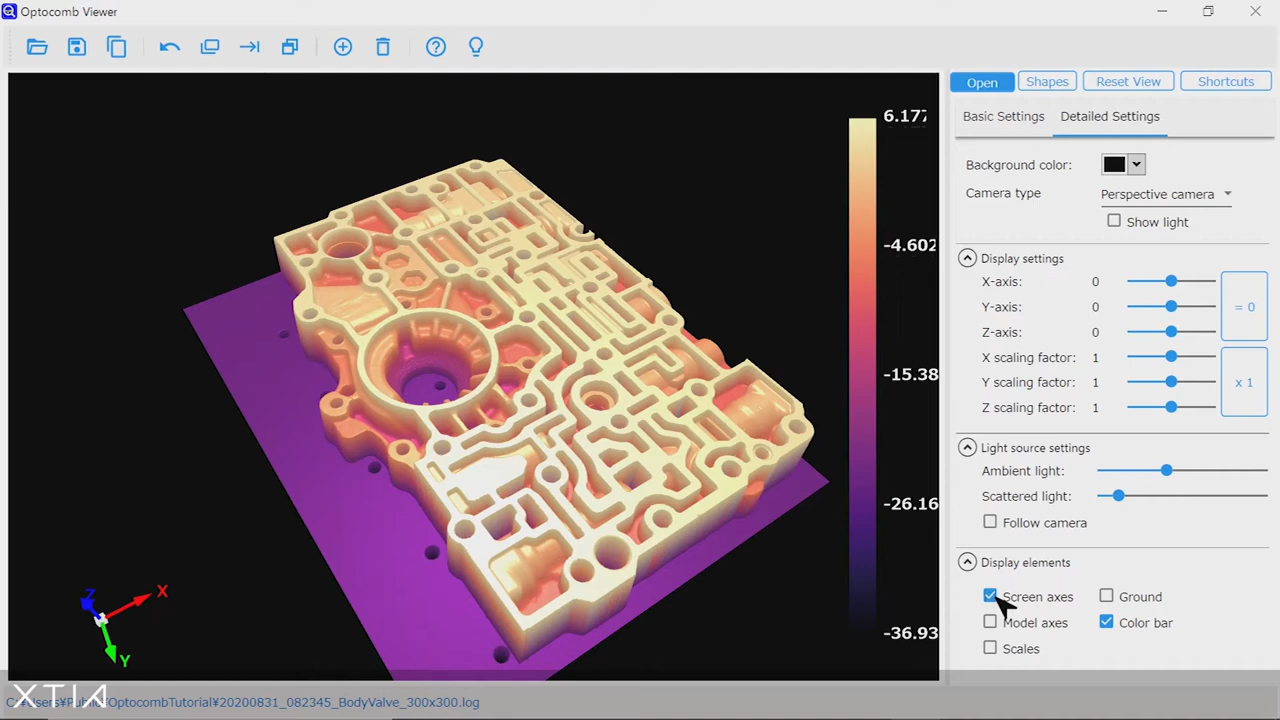 Optocomb Viewer
Open
Shapes
Reset View
Shortcuts
Basic Settings
Detailed Settings
Background color:
Camera type
Perspective camera
Show light
Display settings
X-axis: 0
Y-axis: 0
Z-axis: 0
= 0
X scaling factor: 1
Y scaling factor: 1
Z scaling factor: 1
x 1
Light source settings
Ambient light:
Scattered light:
Follow camera
Display elements
Screen axes
Ground
Model axes
Color bar
Scales
6.177
-4.602
-15.38
-26.16
-36.93
Z
X
Y
XTIA
C:¥Users¥Public¥OptocombTutorial¥20200831_082345_BodyValve_300x300.log